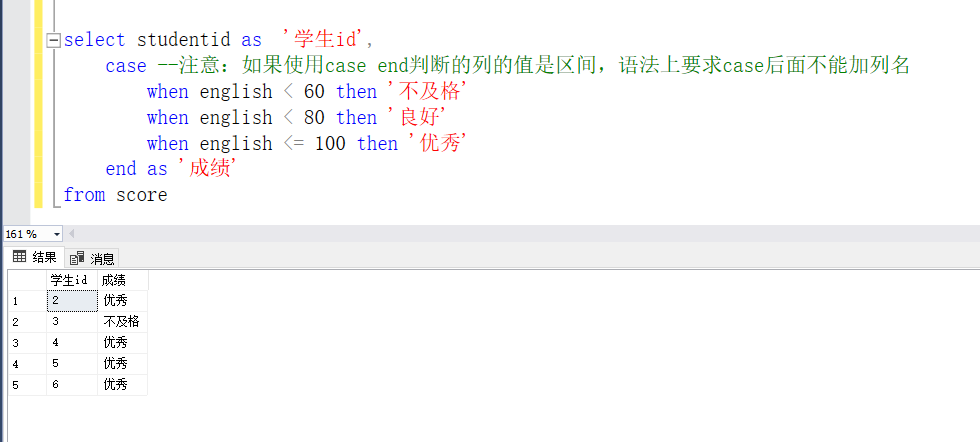 select studentid as  '学生id',
case --注意：如果使用case end判断的列的值是区间，语法上要求case后面不能加列名
when english < 60 then '不及格'
when english < 80 then '良好'
when english <= 100 then '优秀'
end as '成绩'
from score
161 %
结果 消息
学生id 成绩
1 2 优秀
2 3 不及格
3 4 优秀
4 5 优秀
5 6 优秀